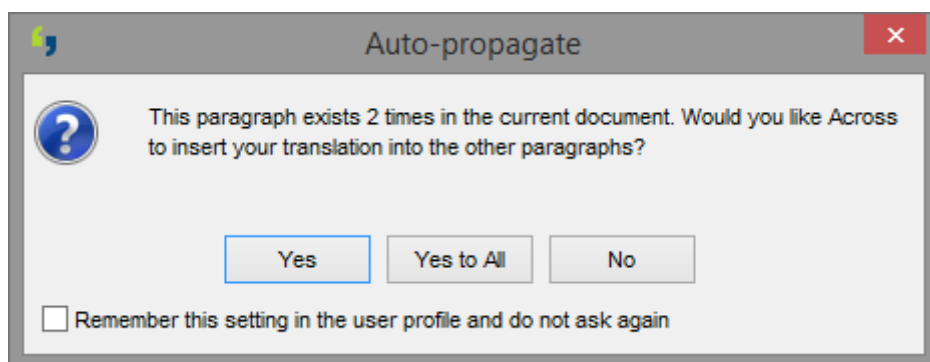 Auto-propagate
This paragraph exists 2 times in the current document. Would you like Across
to insert your translation into the other paragraphs?
Yes
Yes to All
No
Remember this setting in the user profile and do not ask again